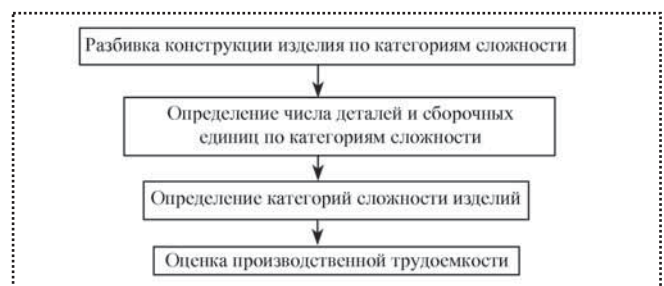 Разбивка конструкции изделия по категориям сложности
Определение числа деталей и сборочных
единиц по категориям сложности
Определение категорий сложности изделий
Оценка производственной трудоемкости